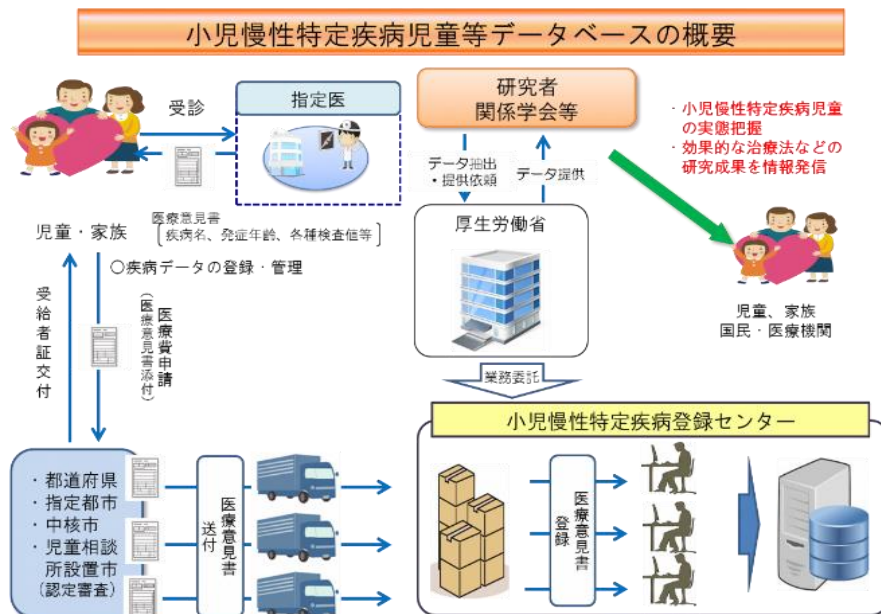 小児慢性特定疾病児童等データベースの概要
受診
指定医
研究者
関係学会等
・小児慢性特定疾病児童
の実態把握
・効果的な治療法などの
研究成果を情報発信
データ抽出
・提供依頼
データ提供
児童・家族
医療意見書
疾病名、発症年齢、各種検査値等
〇疾病データの登録・管理
厚生労働省
児童、家族
国民・医療機関
受給者証交付
医療費申請
(医療意見書添付)
業務委託
小児慢性特定疾病登録センター
・都道府県
・指定都市
・中核市
・児童相談
所設置市
(認定審査)
医療意見書
送付
医療意見書
登録